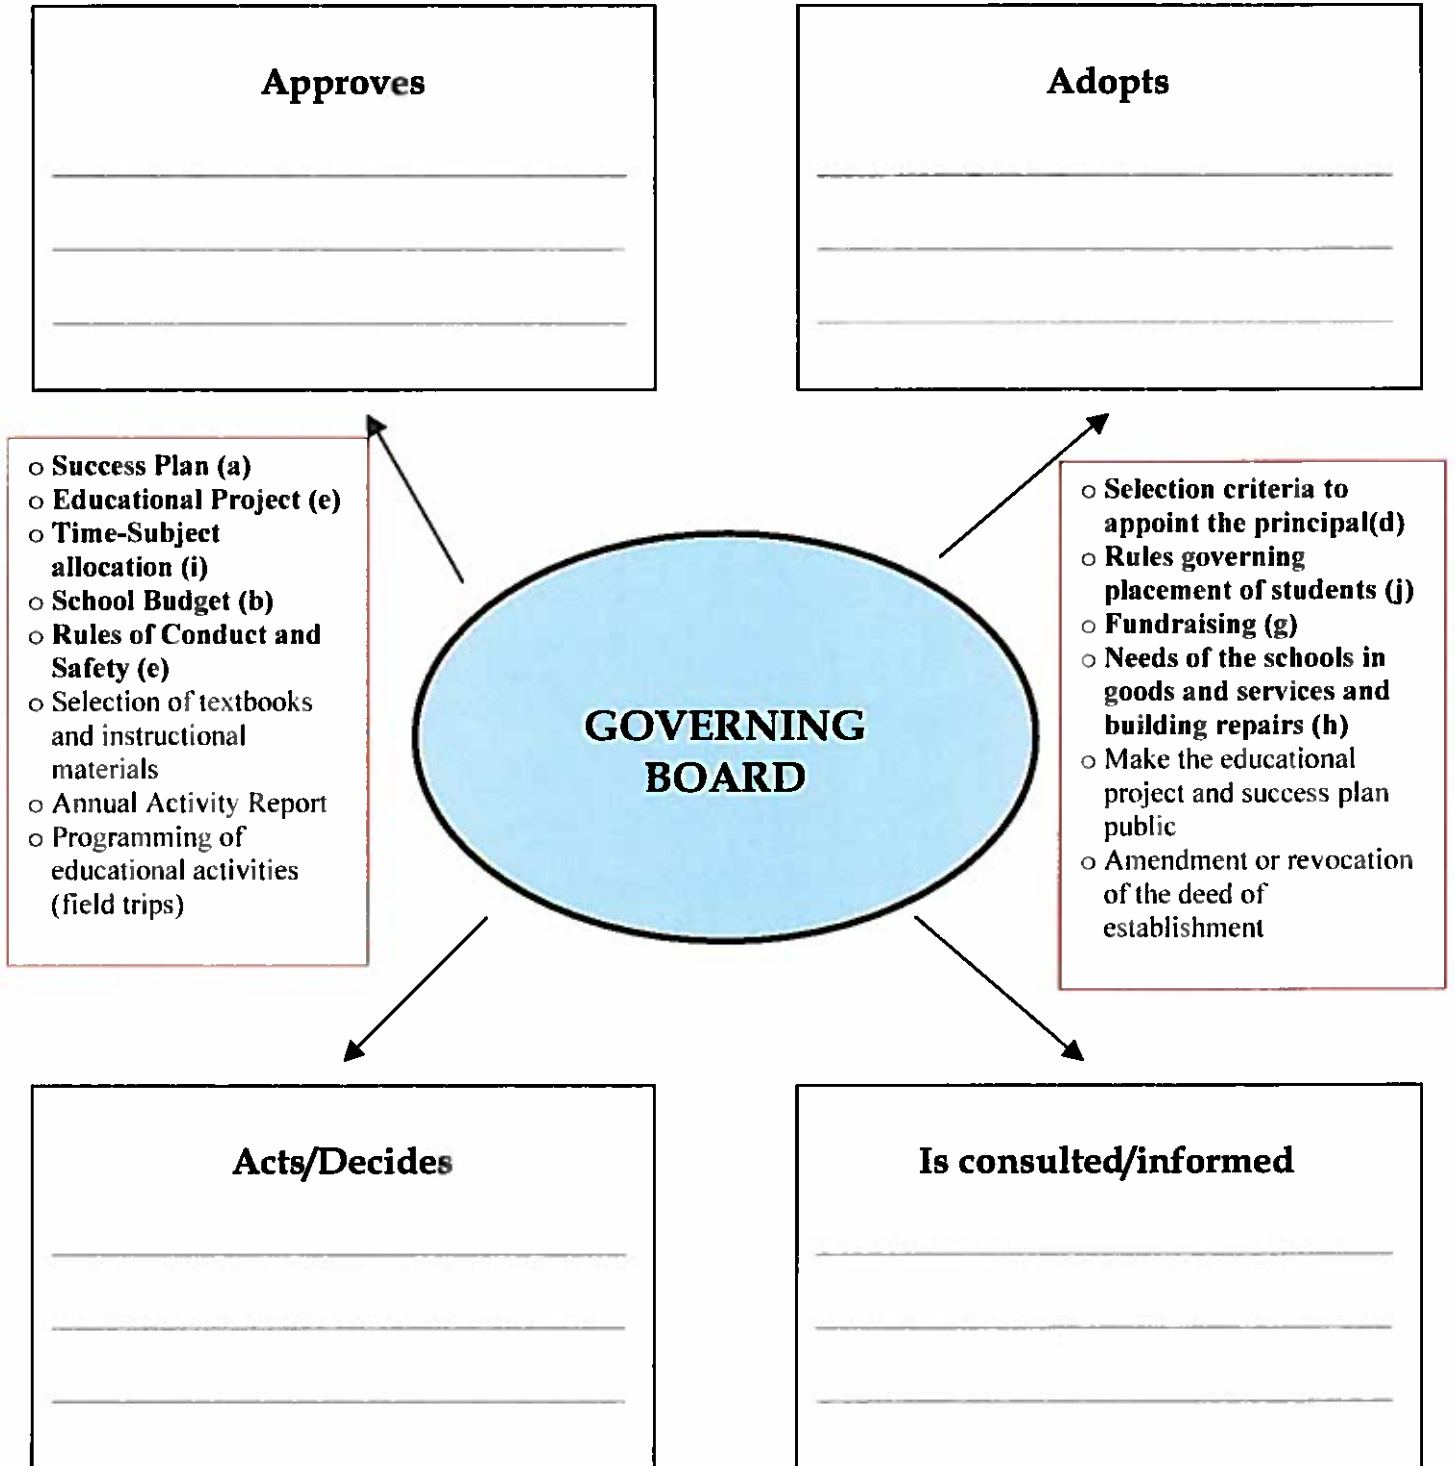 Approves
Adopts
o Success Plan (a)
o Educational Project (e)
o Time-Subject
allocation (i)
o School Budget (b)
o Rules of Conduct and
Safety (e)
o Selection of textbooks
and instructional
materials
o Annual Activity Report
o Programming of
educational activities
(field trips)
GOVERNING
BOARD
o Selection criteria to
appoint the principal(d)
o Rules governing
placement of students (j)
o Fundraising (g)
o Needs of the schools in
goods and services and
building repairs (h)
o Make the educational
project and success plan
public
o Amendment or revocation
of the deed of
establishment
Acts/Decides
Is consulted/informed